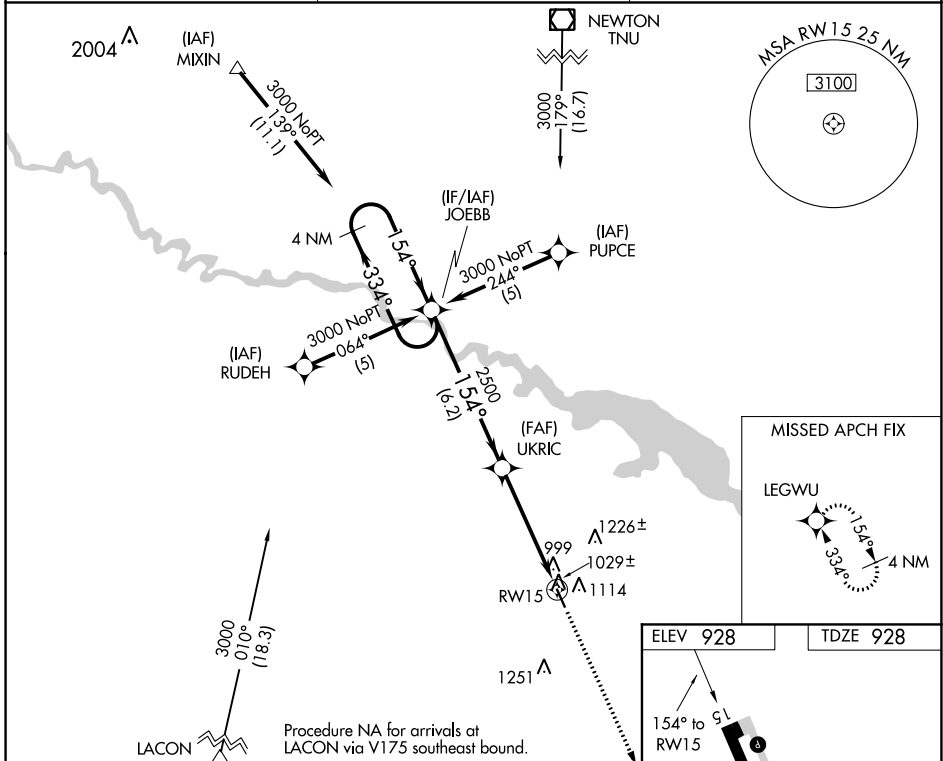 2004
(IAF)
MIXIN
3000 NoPT
139°
(11.1)
NEWTON
TNU
3000
179°
(16.7)
MSA RW15 25 NM
3100
(IF/IAF)
JOEBB
4 NM
154°
334°
(IAF)
PUPCE
3000 NoPT
244°
(5)
3000 NoPT
064°
(5)
(IAF)
RUDEH
2500
154°
(6.2)
(FAF)
UKRIC
MISSED APCH FIX
LEGWU
154°
334°
4 NM
1226±
999
1029±
1114
RW15
1251
3000
010°
(18.3)
LACON
Procedure NA for arrivals at
LACON via V175 southeast bound.
ELEV 928
TDZE 928
154° to
RW15
15
P